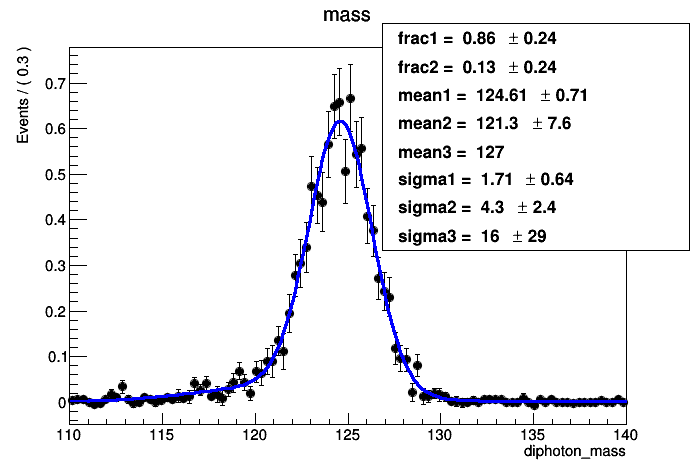 mass
frac1 = 0.86 ± 0.24
frac2 = 0.13 ± 0.24
mean1 = 124.61 ± 0.71
mean2 = 121.3 ± 7.6
mean3 = 127
sigma1 = 1.71 ± 0.64
sigma2 = 4.3 ± 2.4
sigma3 = 16 ± 29
Events / ( 0.3 )
0.7
0.6
0.5
0.4
0.3
0.2
0.1
0
110 115 120 125 130 135 140
diphoton_mass